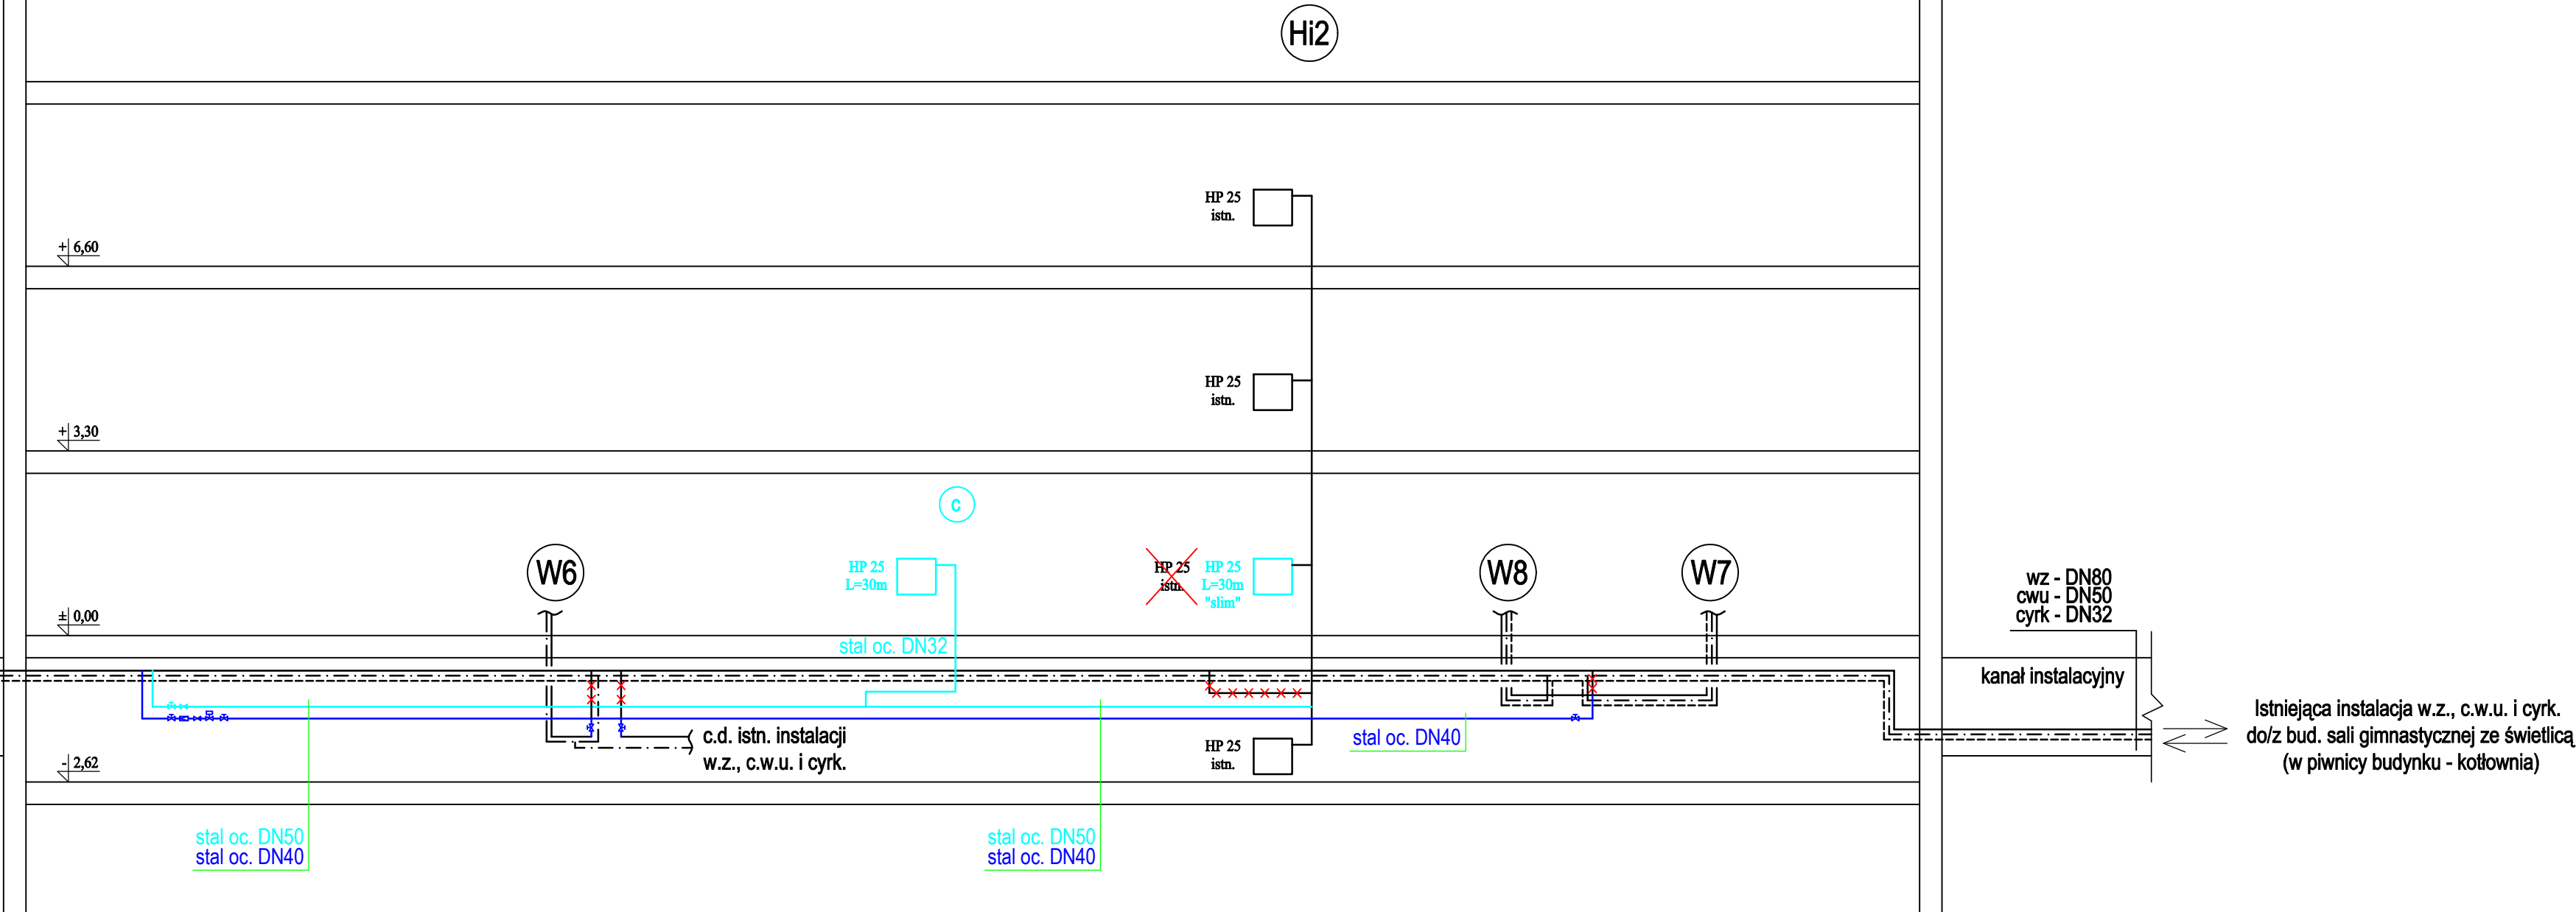 Hi2
HP 25
istn.
+ 6,60
HP 25
istn.
+ 3,30
c
W6
HP 25
L=30m
HP 25
istn.
HP 25
L=30m
"slim"
W8
W7
wz - DN80
cwu - DN50
cyrk - DN32
± 0,00
stal oc. DN32
kanał instalacyjny
Istniejąca instalacja w.z., c.w.u. i cyrk.
do/z bud. sali gimnastycznej ze świetlicą
(w piwnicy budynku - kotłownia)
c.d. istn. instalacji
w.z., c.w.u. i cyrk.
HP 25
istn.
stal oc. DN40
- 2,62
stal oc. DN50
stal oc. DN40
stal oc. DN50
stal oc. DN40